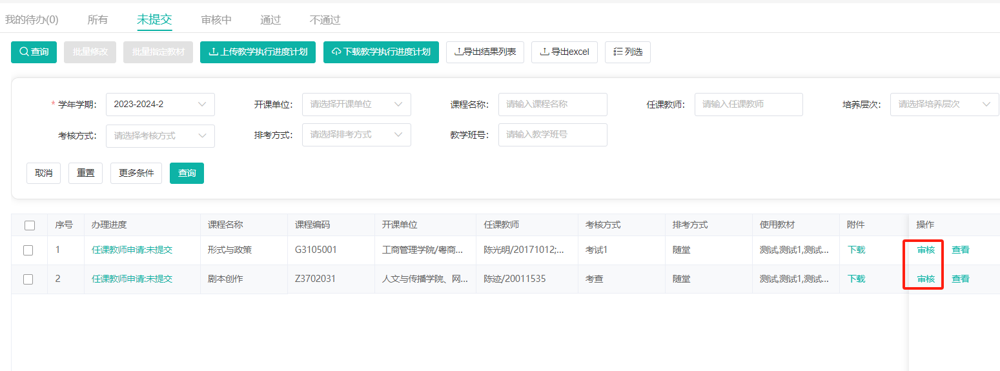 我的待办(0) 所有 未提交 审核中 通过 不通过
查询 批量修改 批量指定教材 上传教学执行进度计划 下载教学执行进度计划 导出结果列表 导出excel 列选
* 学年学期: 2023-2024-2 开课单位: 请选择开课单位 课程名称: 请输入课程名称 任课教师: 请输入任课教师 培养层次: 请选择培养层次
考核方式: 请选择考核方式 排考方式: 请选择排考方式 教学班号: 请输入教学班号
取消 重置 更多条件 查询
序号 办理进度 课程名称 课程编码 开课单位 任课教师 考核方式 排考方式 使用教材 附件 操作
1 任课教师申请:未提交 形式与政策 G3105001 工商管理学院/粤商... 陈光明/20171012;... 考试1 随堂 测试,测试1,测试... 下载 审核 查看
2 任课教师申请:未提交 剧本创作 Z3702031 人文与传播学院、网... 陈迹/20011535 考查 随堂 测试,测试1,测试... 下载 审核 查看